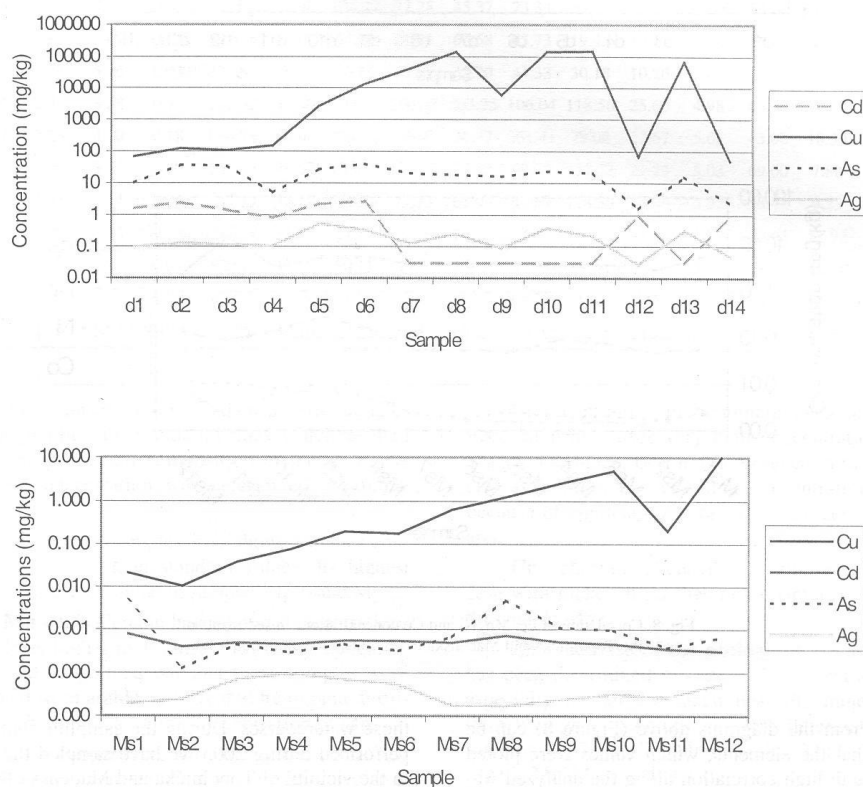 1000000
100000
10000
1000
100
10
1
0.1
0.01
Concentration (mg/kg)
d1 d2 d3 d4 d5 d6 d7 d8 d9 d10 d11 d12 d13 d14
Sample
Cd
Cu
As
Ag
10.000
1.000
0.100
0.010
0.001
0.000
0.000
Concentrations (mg/kg)
Ms1 Ms2 Ms3 Ms4 Ms5 Ms6 Ms7 Ms8 Ms9 Ms10 Ms11 Ms12
Sample
Cu
Cd
As
Ag